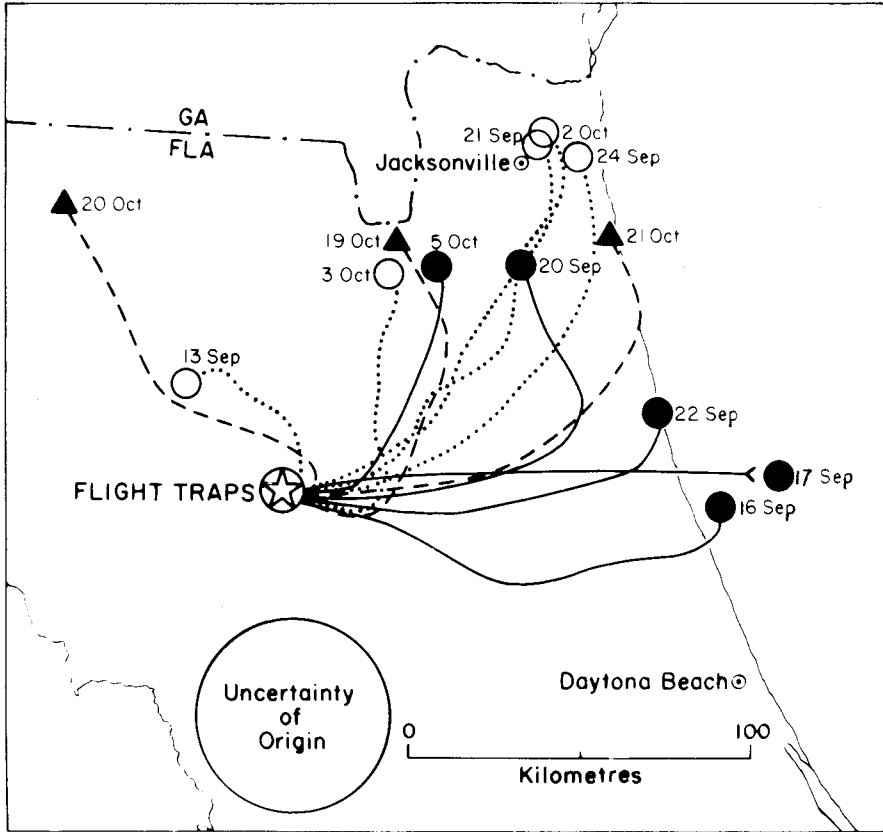 GA
FLA
21 Sep
2 Oct
Jacksonville
24 Sep
20 Oct
19 Oct
5 Oct
21 Oct
3 Oct
20 Sep
13 Sep
22 Sep
FLIGHT TRAPS
17 Sep
16 Sep
Daytona Beach
Uncertainty
of
Origin
0
100
Kilometres